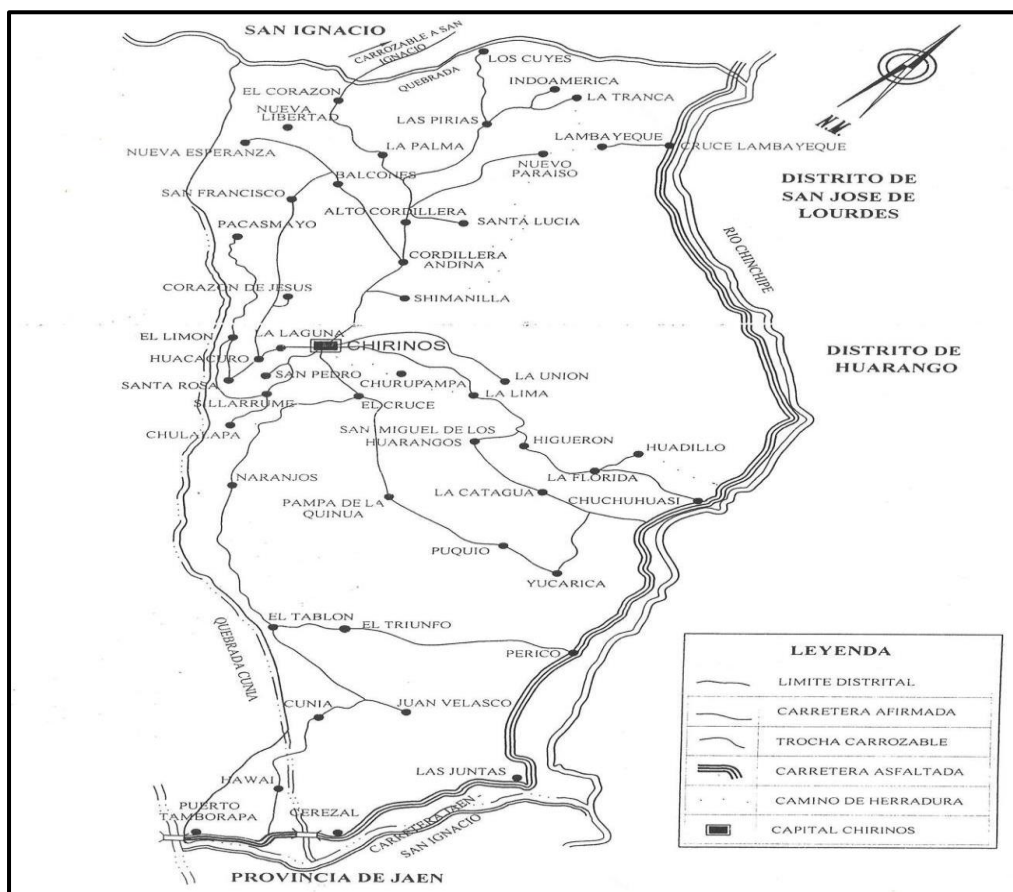 SAN IGNACIO
CARROZABLE A SAN
IGNACIO
LOS CUYES
QUEBRADA
INDOAMERICA
EL CORAZON
LA TRANCA
NUEVA
LIBERTAD
LAS PIRIAS
LAMBAYEQUE
CRUCE LAMBAYEQUE
NUEVA ESPERANZA
LA PALMA
NUEVO
PARAISO
N.M.
BALCONES
DISTRITO DE
SAN JOSE DE
LOURDES
SAN FRANCISCO
ALTO CORDILLERA
SANTA LUCIA
PACASMAYO
RIO CHINCHIPE
CORDILLERA
ANDINA
CORAZON DE JESUS
SHIMANILLA
EL LIMON
LA LAGUNA
CHIRINOS
DISTRITO DE
HUARANGO
HUACACURO
SAN PEDRO
CHURUPAMPA
LA UNION
SANTA ROSA
SILLARRUME
EL CRUCE
LA LIMA
CHULALAPA
SAN MIGUEL DE LOS
HUARANGOS
HIGUERON
HUADILLO
LA FLORIDA
NARANJOS
LA CATAGUA
CHUCHUHUASI
PAMPA DE LA
QUINUA
PUQUIO
YUCARICA
QUEBRADA CUNIA
EL TABLON
EL TRIUNFO
PERICO
CUNIA
JUAN VELASCO
HAWAI
LAS JUNTAS
PUERTO
TAMBORAPA
CEREZAL
CARRETERA JAEN
SAN IGNACIO
PROVINCIA DE JAEN
LEYENDA
LIMITE DISTRITAL
CARRETERA AFIRMADA
TROCHA CARROZABLE
CARRETERA ASFALTADA
CAMINO DE HERRADURA
CAPITAL CHIRINOS